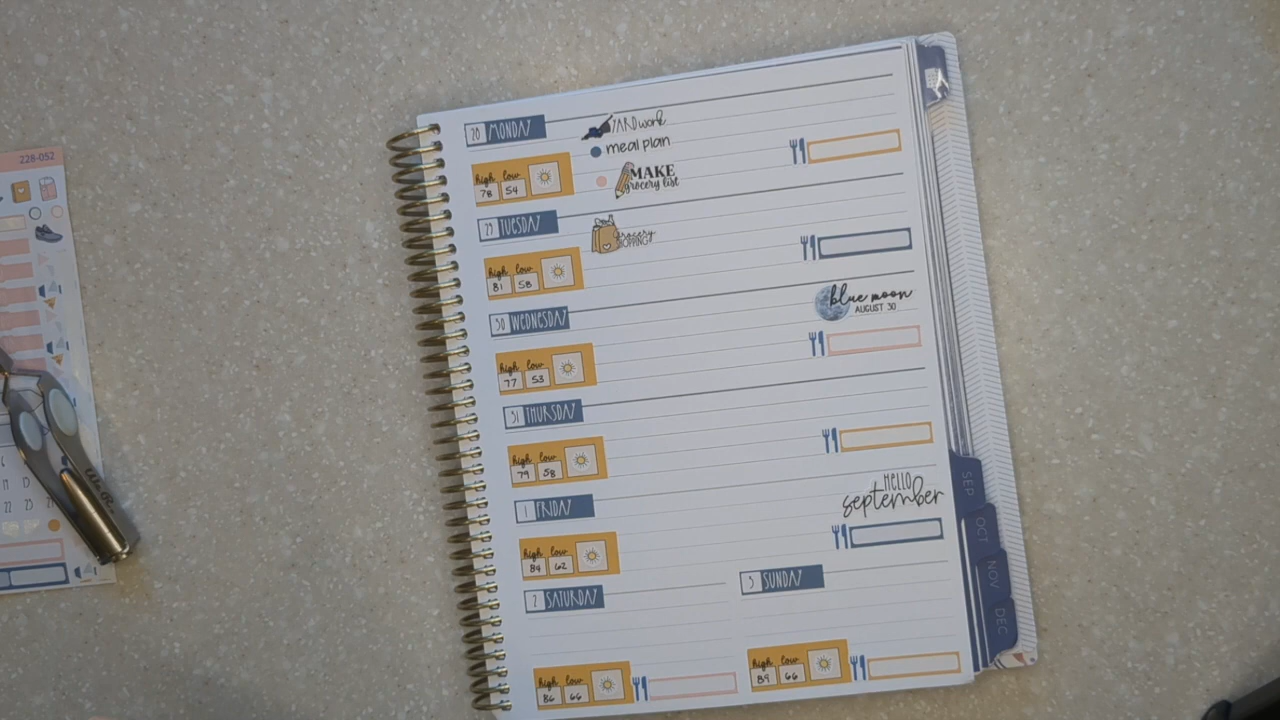 228-052
28 MONDAY
YARD work
meal plan
high low
78 54
MAKE
grocery list
29 TUESDAY
grocery
SHOPPING
high low
81 58
30 WEDNESDAY
blue moon
AUGUST 30
high low
77 53
31 THURSDAY
high low
79 58
1 FRIDAY
HELLO
september
high low
84 62
2 SATURDAY
3 SUNDAY
high low
86 66
high low
89 66
SEP
OCT
NOV
DEC